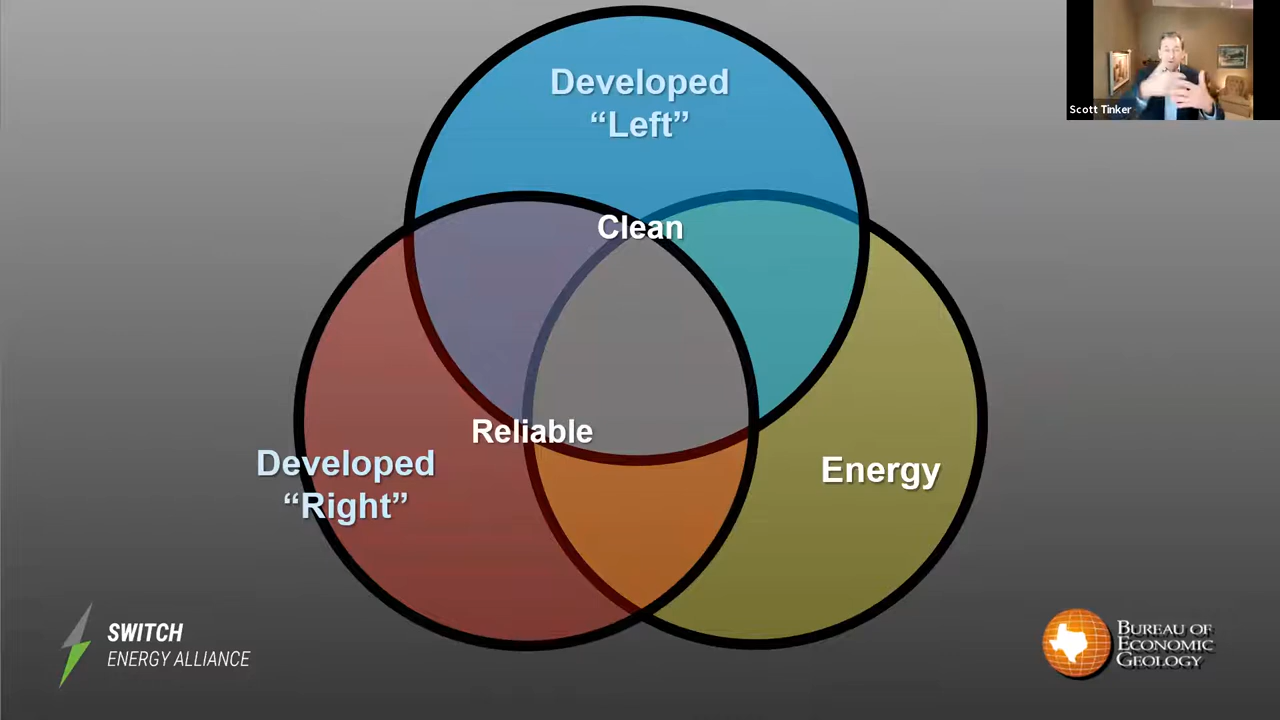 Developed
“Left”
Scott Tinker
Clean
Reliable
Developed
“Right”
Energy
SWITCH
ENERGY ALLIANCE
BUREAU OF
ECONOMIC
GEOLOGY